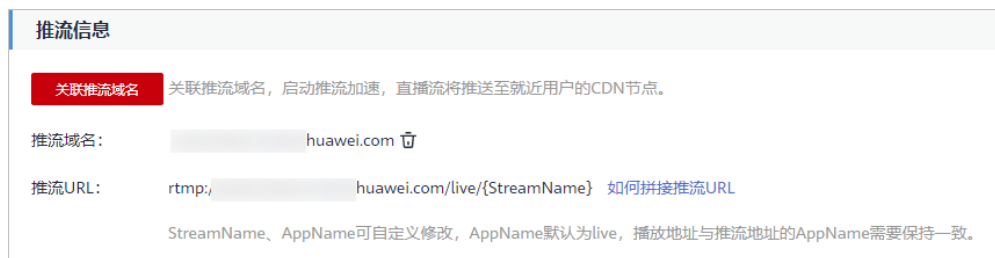 推流信息
关联推流域名 关联推流域名，启动推流加速，直播流将推送至就近用户的CDN节点。
推流域名： huawei.com
推流URL： rtmp:/ huawei.com/live/{StreamName} 如何拼接推流URL
StreamName、AppName可自定义修改，AppName默认为live，播放地址与推流地址的AppName需要保持一致。